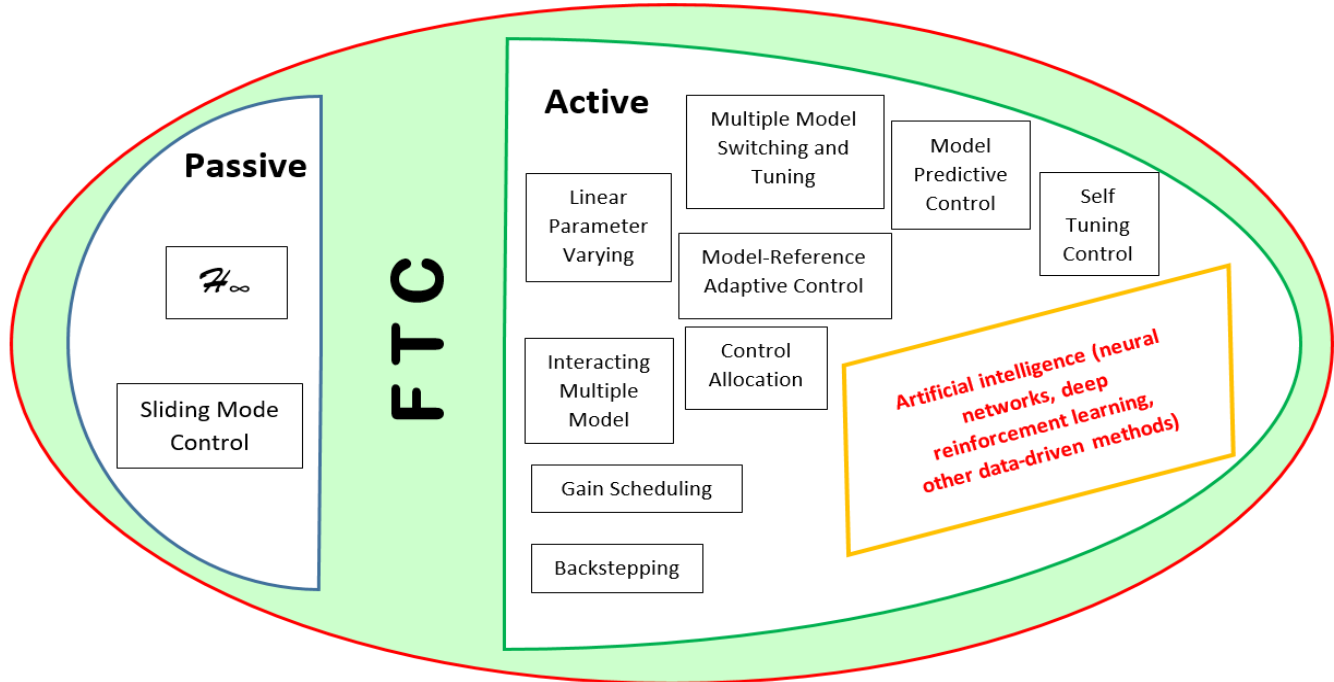 Passive
ℋ∞
Sliding Mode
Control
FTC
Active
Multiple Model
Switching and
Tuning
Model
Predictive
Control
Self
Tuning
Control
Linear
Parameter
Varying
Model-Reference
Adaptive Control
Interacting
Multiple
Model
Control
Allocation
Artificial intelligence (neural
networks, deep
reinforcement learning,
other data-driven methods)
Gain Scheduling
Backstepping